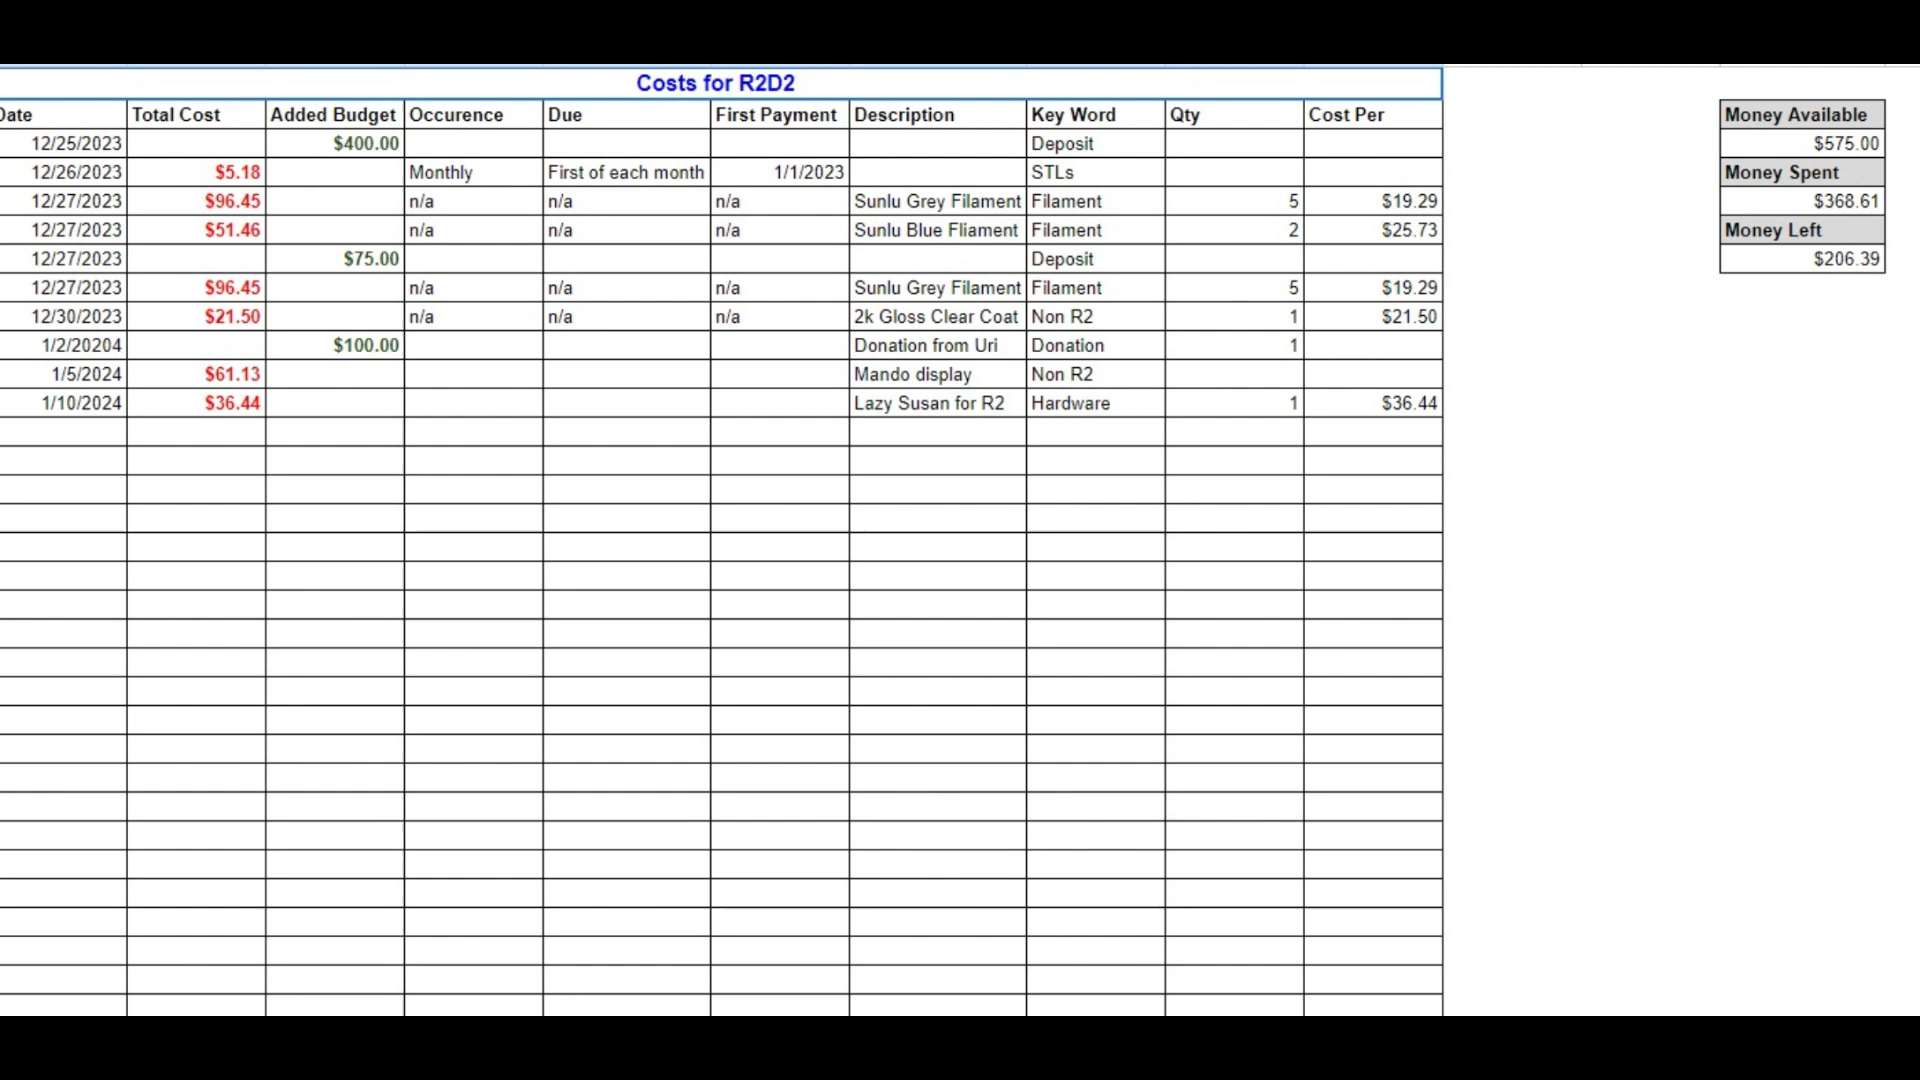 Costs for R2D2
Date Total Cost Added Budget Occurence Due First Payment Description Key Word Qty Cost Per
12/25/2023 $400.00 Deposit
12/26/2023 $5.18 Monthly First of each month 1/1/2023 STLs
12/27/2023 $96.45 n/a n/a n/a Sunlu Grey Filament Filament 5 $19.29
12/27/2023 $51.46 n/a n/a n/a Sunlu Blue Fliament Filament 2 $25.73
12/27/2023 $75.00 Deposit
12/27/2023 $96.45 n/a n/a n/a Sunlu Grey Filament Filament 5 $19.29
12/30/2023 $21.50 n/a n/a n/a 2k Gloss Clear Coat Non R2 1 $21.50
1/2/20204 $100.00 Donation from Uri Donation 1
1/5/2024 $61.13 Mando display Non R2
1/10/2024 $36.44 Lazy Susan for R2 Hardware 1 $36.44
Money Available
$575.00
Money Spent
$368.61
Money Left
$206.39